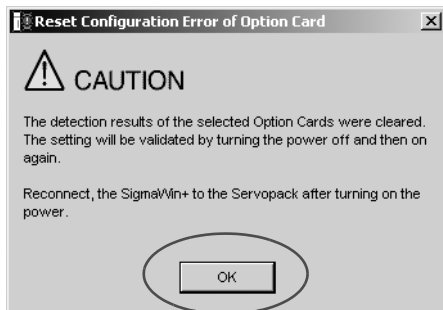 Reset Configuration Error of Option Card
CAUTION
The detection results of the selected Option Cards were cleared.
The setting will be validated by turning the power off and then on
again.
Reconnect, the SigmaWin+ to the Servopack after turning on the
power.
OK